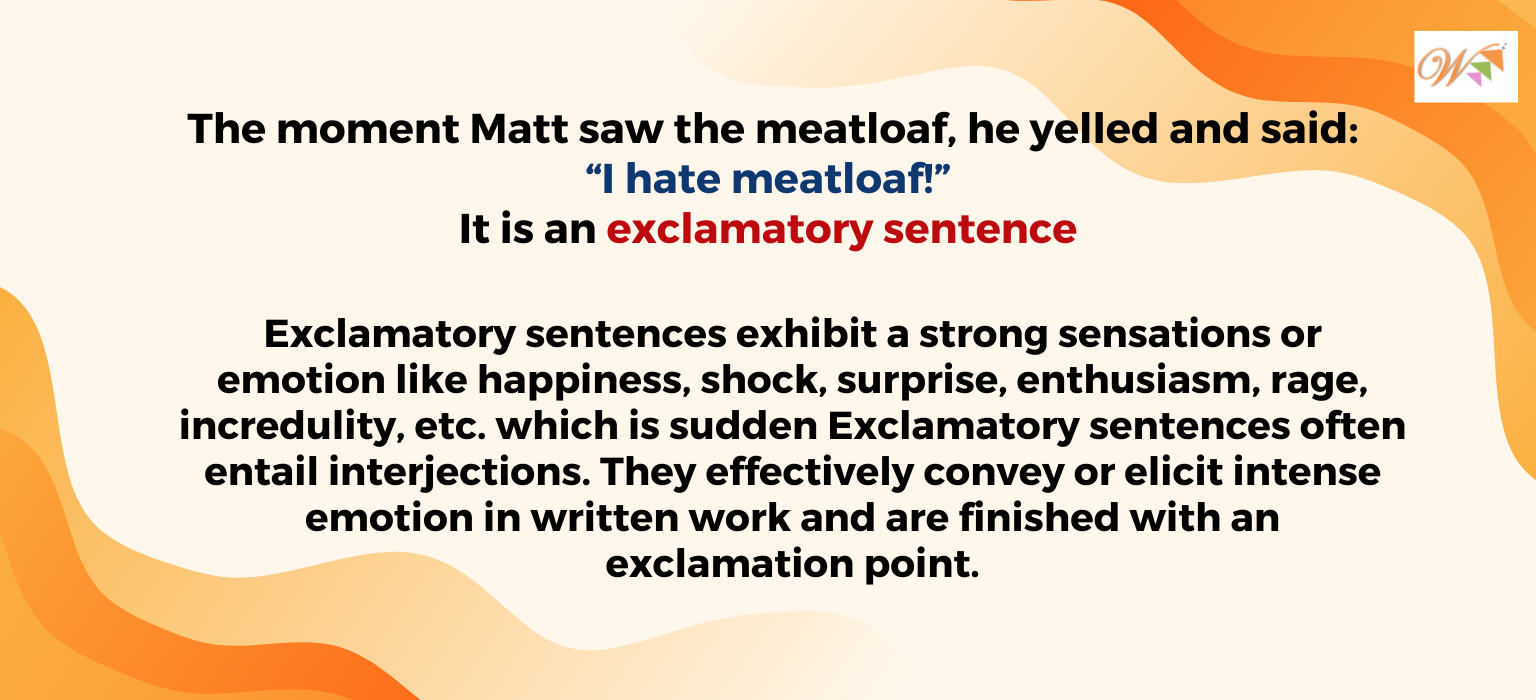 W
The moment Matt saw the meatloaf, he yelled and said:
“I hate meatloaf!”
It is an exclamatory sentence
Exclamatory sentences exhibit a strong sensations or
emotion like happiness, shock, surprise, enthusiasm, rage,
incredulity, etc. which is sudden Exclamatory sentences often
entail interjections. They effectively convey or elicit intense
emotion in written work and are finished with an
exclamation point.